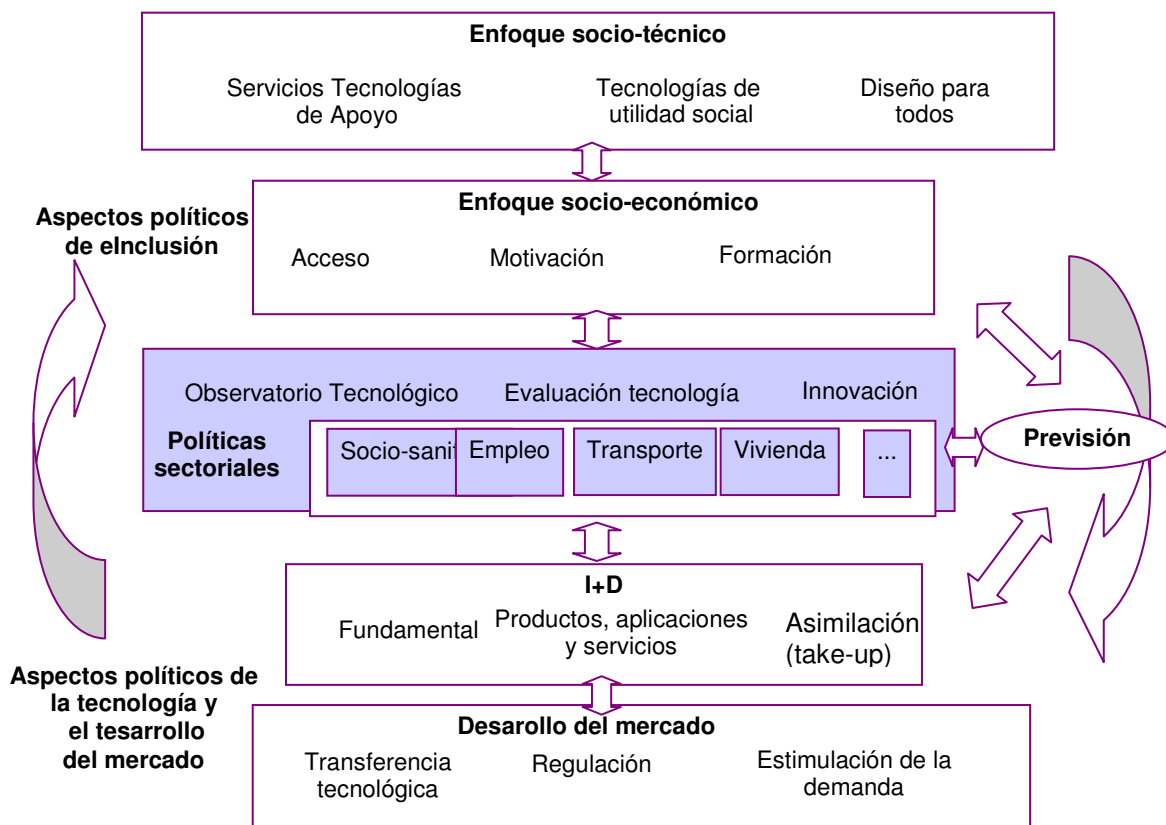 Enfoque socio-técnico
Servicios Tecnologías
de Apoyo
Tecnologías de
utilidad social
Diseño para
todos
Aspectos políticos
de eInclusión
Enfoque socio-económico
Acceso
Motivación
Formación
Observatorio Tecnológico
Evaluación tecnología
Innovación
Políticas
sectoriales
Socio-sanit
Empleo
Transporte
Vivienda
...
Previsión
I+D
Fundamental
Productos, aplicaciones
y servicios
Asimilación
(take-up)
Aspectos políticos de
la tecnología y
el tesarrollo
del mercado
Desarollo del mercado
Transferencia
tecnológica
Regulación
Estimulación de la
demanda